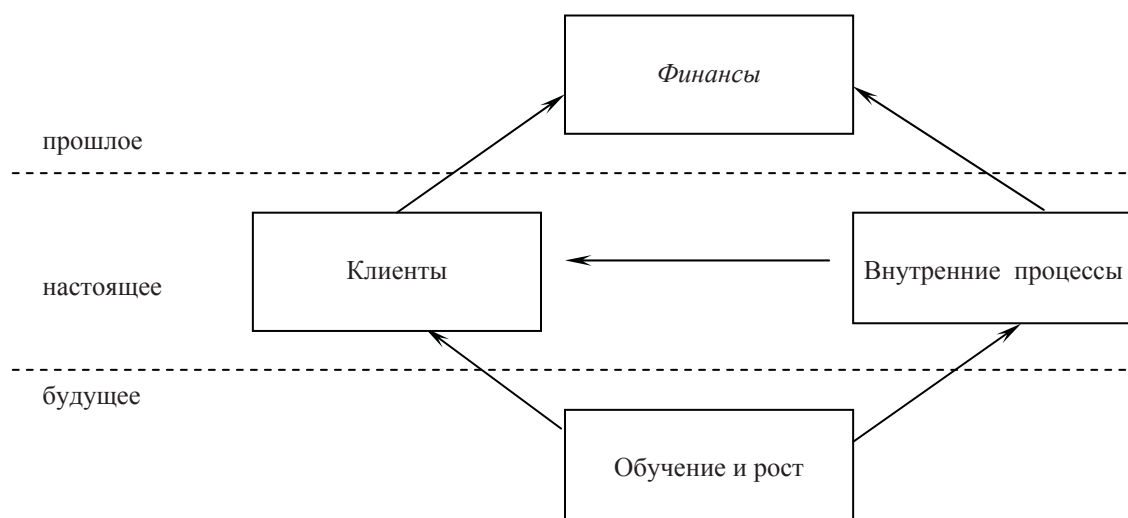 Финансы
прошлое
Клиенты
Внутренние процессы
настоящее
будущее
Обучение и рост